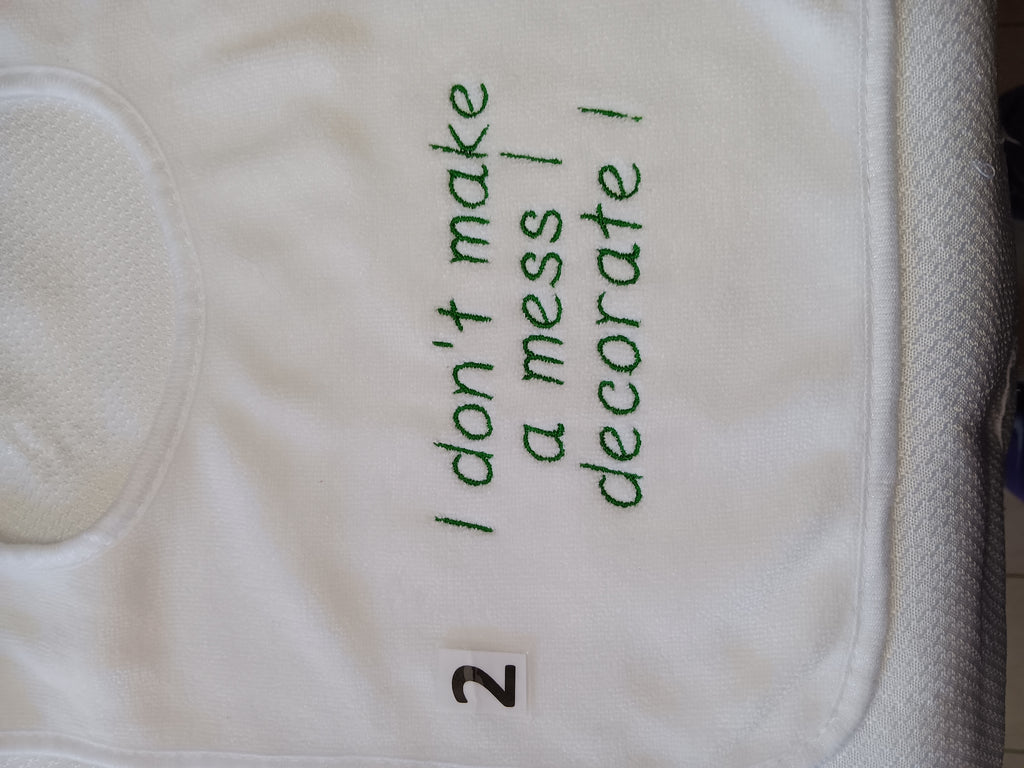 I don't make
a mess I
decorate I
2